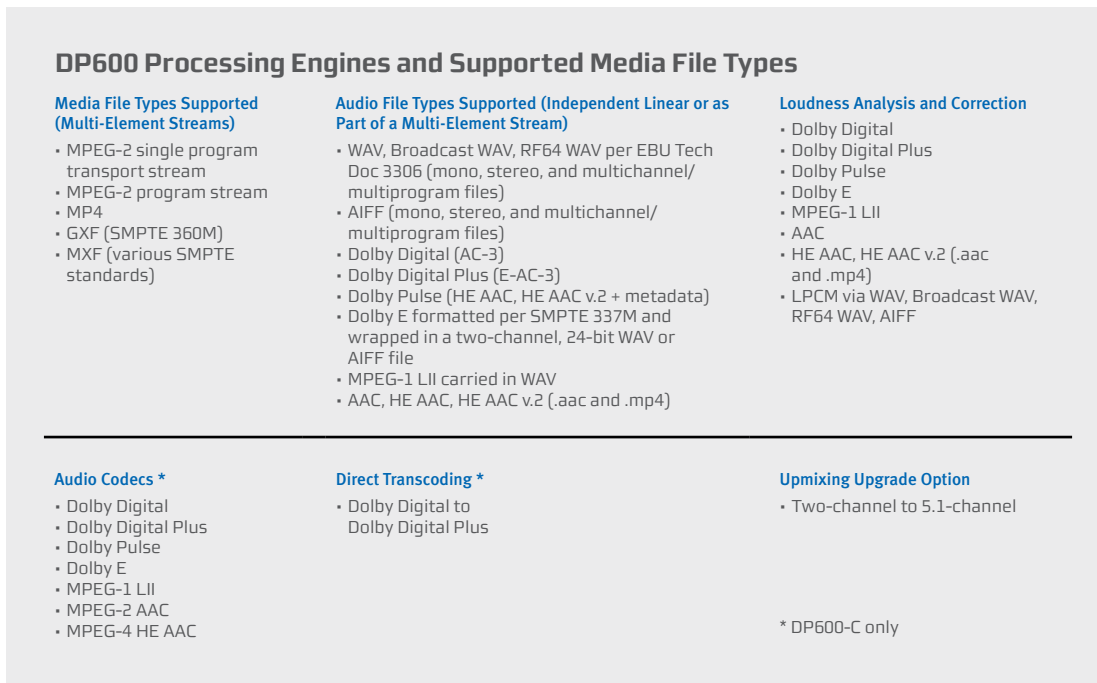 DP600 Processing Engines and Supported Media File Types
Media File Types Supported
(Multi-Element Streams)
• MPEG-2 single program
transport stream
• MPEG-2 program stream
• MP4
• GXF (SMPTE 360M)
• MXF (various SMPTE
standards)
Audio File Types Supported (Independent Linear or as
Part of a Multi-Element Stream)
• WAV, Broadcast WAV, RF64 WAV per EBU Tech
Doc 3306 (mono, stereo, and multichannel/
multiprogram files)
• AIFF (mono, stereo, and multichannel/
multiprogram files)
• Dolby Digital (AC-3)
• Dolby Digital Plus (E-AC-3)
• Dolby Pulse (HE AAC, HE AAC v.2 + metadata)
• Dolby E formatted per SMPTE 337M and
wrapped in a two-channel, 24-bit WAV or
AIFF file
• MPEG-1 LII carried in WAV
• AAC, HE AAC, HE AAC v.2 (.aac and .mp4)
Loudness Analysis and Correction
• Dolby Digital
• Dolby Digital Plus
• Dolby Pulse
• Dolby E
• MPEG-1 LII
• AAC
• HE AAC, HE AAC v.2 (.aac
and .mp4)
• LPCM via WAV, Broadcast WAV,
RF64 WAV, AIFF
Audio Codecs *
• Dolby Digital
• Dolby Digital Plus
• Dolby Pulse
• Dolby E
• MPEG-1 LII
• MPEG-2 AAC
• MPEG-4 HE AAC
Direct Transcoding *
• Dolby Digital to
Dolby Digital Plus
Upmixing Upgrade Option
• Two-channel to 5.1-channel
* DP600-C only